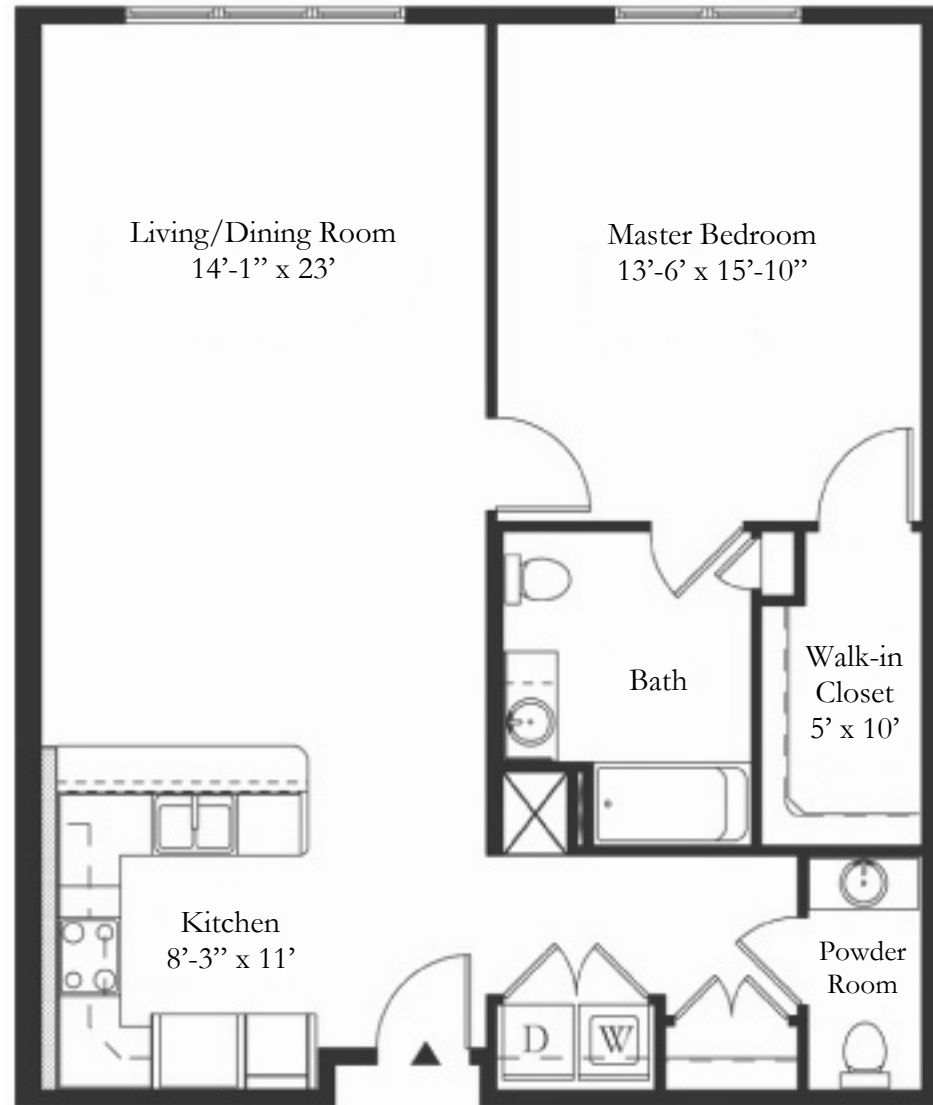 Living/Dining Room
14’-1” x 23’
Master Bedroom
13’-6’ x 15’-10”
Bath
Walk-in
Closet
5’ x 10’
Kitchen
8’-3” x 11’
Powder
Room
D
W